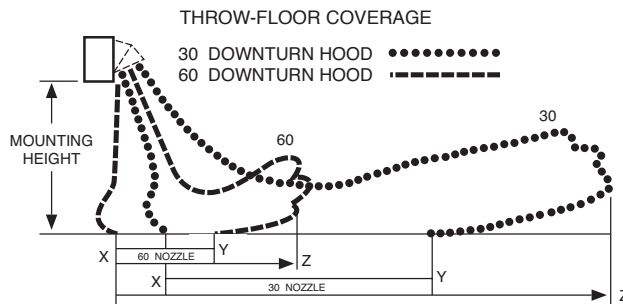 THROW-FLOOR COVERAGE
30 DOWNTURN HOOD
60 DOWNTURN HOOD
30
60
MOUNTING
HEIGHT
X
60 NOZZLE
Y
Z
X
30 NOZZLE
Y
Z